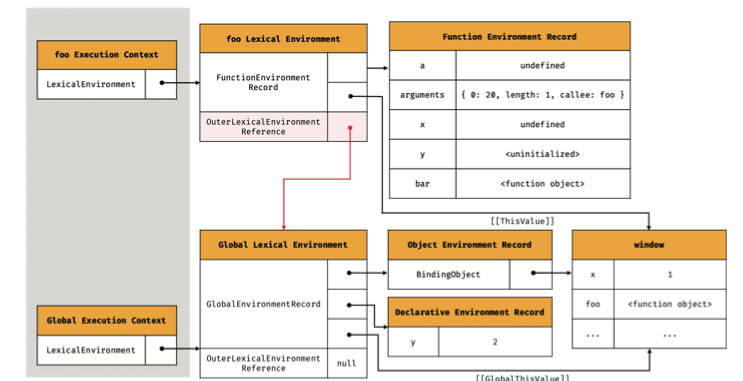 foo Execution Context
LexicalEnvironment
foo Lexical Environment
FunctionEnvironment
Record
OuterLexicalEnvironment
Reference
Function Environment Record
a undefined
arguments { 0: 20, length: 1, callee: foo }
x undefined
y <uninitialized>
bar <function object>
[[ThisValue]]
Global Lexical Environment
GlobalEnvironmentRecord
OuterLexicalEnvironment
Reference
null
Object Environment Record
BindingObject
Declarative Environment Record
y 2
window
x 1
foo <function object>
... ...
Global Execution Context
LexicalEnvironment
[[GlobalThisValue]]